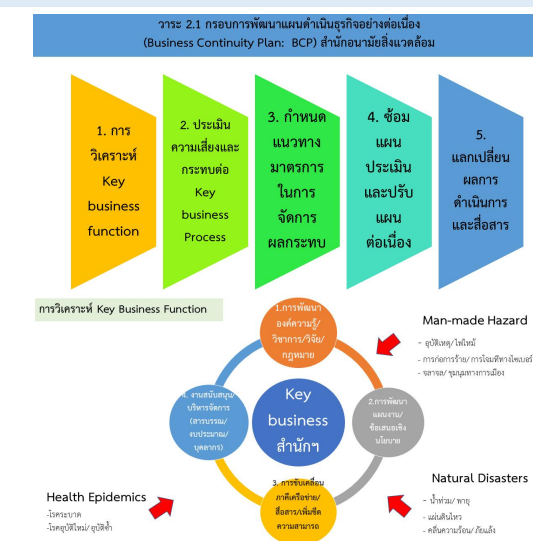 วาระ 2.1 กรอบการพัฒนาแผนดำเนินธุรกิจอย่างต่อเนื่อง
(Business Continuity Plan: BCP) สำนักอนามัยสิ่งแวดล้อม
1. การ
วิเคราะห์
Key
business
function
2. ประเมิน
ความเสี่ยงและ
กระทบต่อ
Key
business
Process
3. กำหนด
แนวทาง
มาตรการ
ในการ
จัดการ
ผลกระทบ
4. ซ้อม
แผน
ประเมิน
และปรับ
แผน
ต่อเนื่อง
5.
แลกเปลี่ยน
ผลการ
ดำเนินการ
และสื่อสาร
การวิเคราะห์ Key Business Function
1.การพัฒนา
องค์ความรู้/
วิชาการ/วิจัย/
กฎหมาย
Man-made Hazard
- อุบัติเหตุ/ไฟไหม้
- การก่อการร้าย/การโจมทีทางไซเบอร์
- จลาจล/ชุมนุมทางการเมือง
4. งานสนับสนุน/
บริหารจัดการ
(สารบรรณ/
งบประมาณ/
บุคลากร)
Key
business
สำนักฯ
2.การพัฒนา
แผนงาน/
ข้อเสนอเชิง
นโยบาย
3. การขับเคลื่อน
ภาคีเครือข่าย/
สื่อสาร/เพิ่มขีด
ความสามารถ
Health Epidemics
-โรคระบาด
-โรคอุบัติใหม่/อุบัติซ้ำ
Natural Disasters
- น้ำท่วม/พายุ
- แผ่นดินไหว
- คลื่นความร้อน/ภัยแล้ง